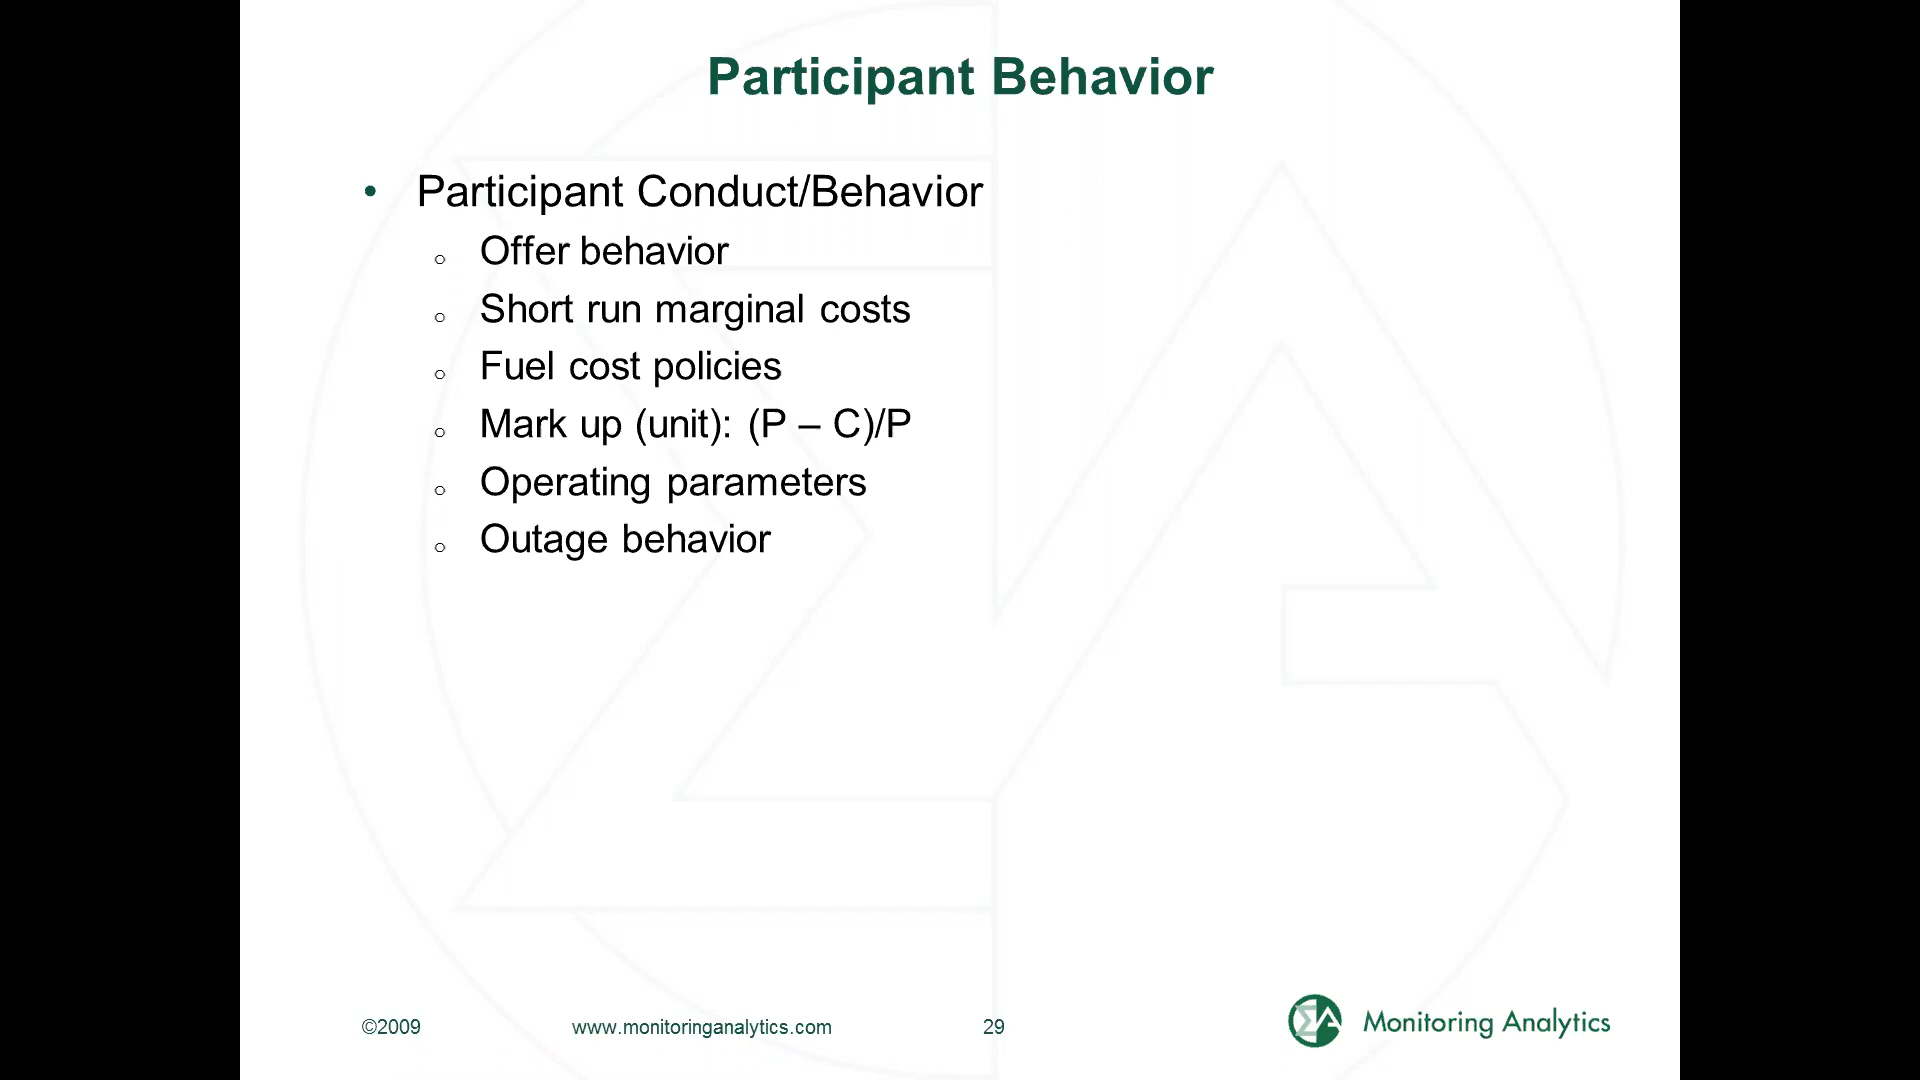 Participant Behavior
• Participant Conduct/Behavior
o Offer behavior
o Short run marginal costs
o Fuel cost policies
o Mark up (unit): (P – C)/P
o Operating parameters
o Outage behavior
©2009 www.monitoringanalytics.com 29 Monitoring Analytics